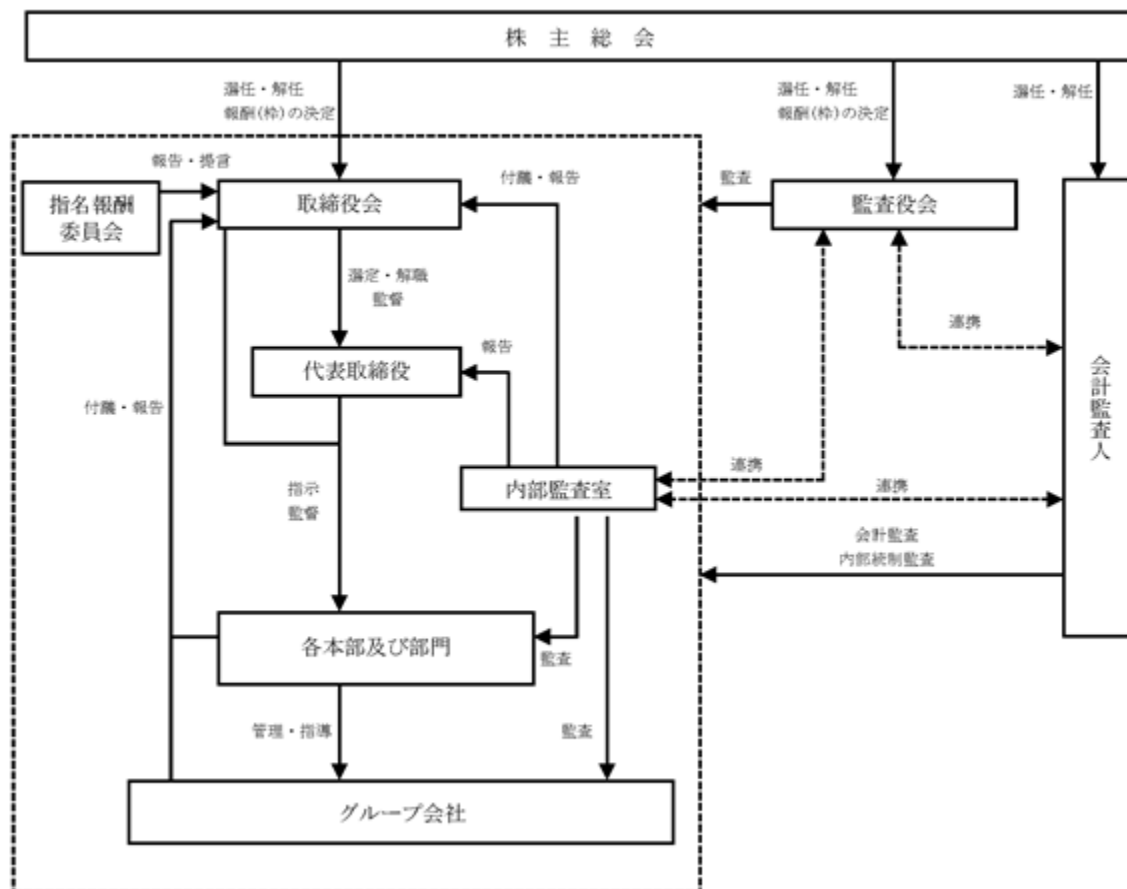 株主総会
選任・解任
報酬(枠)の決定
選任・解任
報酬(枠)の決定
選任・解任
報告・提言
付議・報告
監査
指名報酬
委員会
取締役会
監査役会
選定・解職
監督
連携
代表取締役
報告
会計監査人
付議・報告
連携
内部監査室
連携
指示
監督
会計監査
内部統制監査
各本部及び部門
監査
管理・指導
監査
グループ会社